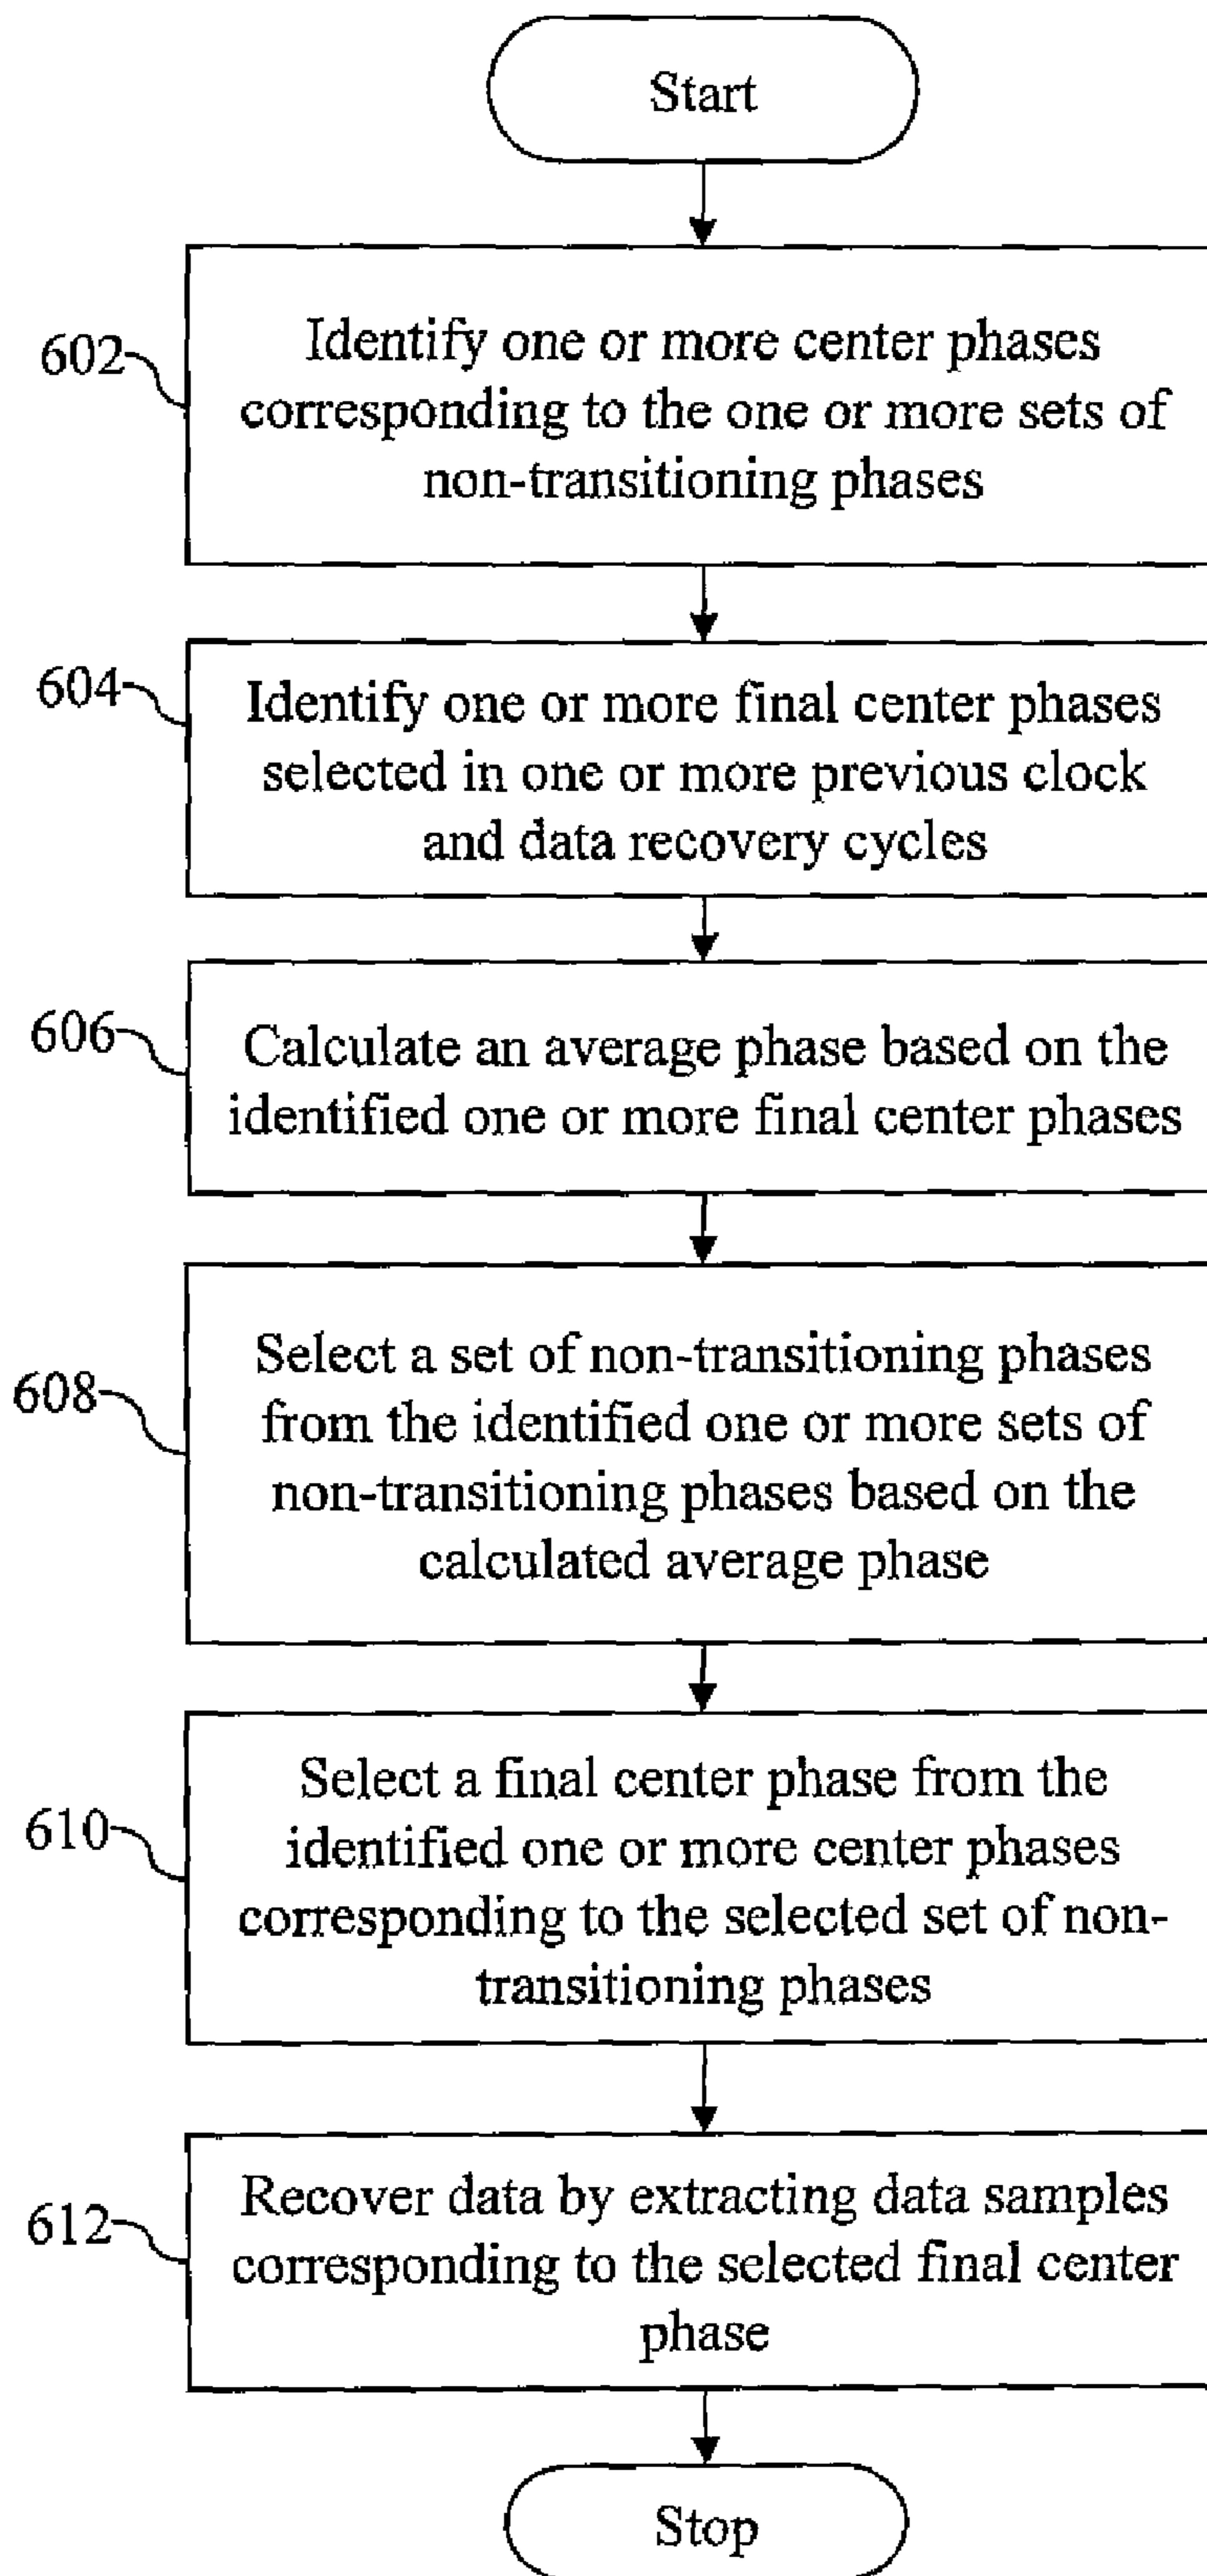 Start
602
Identify one or more center phases
corresponding to the one or more sets of
non-transitioning phases
604
Identify one or more final center phases
selected in one or more previous clock
and data recovery cycles
606
Calculate an average phase based on the
identified one or more final center phases
608
Select a set of non-transitioning phases
from the identified one or more sets of
non-transitioning phases based on the
calculated average phase
610
Select a final center phase from the
identified one or more center phases
corresponding to the selected set of non-
transitioning phases
612
Recover data by extracting data samples
corresponding to the selected final center
phase
Stop